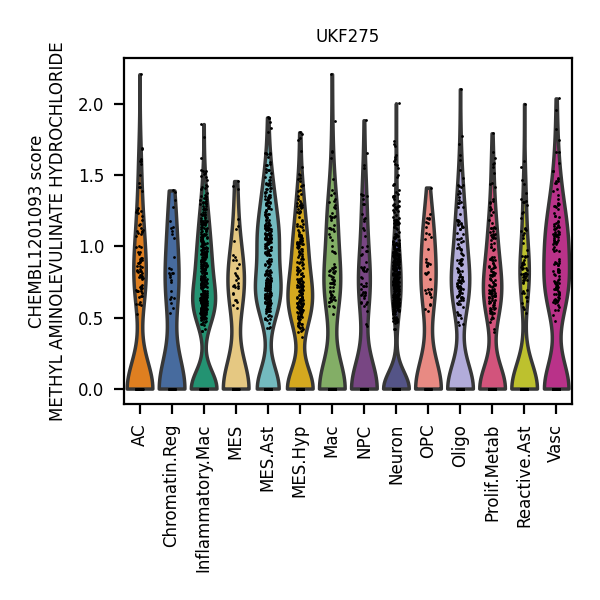 UKF275
CHEMBL1201093 score
METHYL AMINOLEVULINATE HYDROCHLORIDE
2.0
1.5
1.0
0.5
0.0
AC
Chromatin.Reg
Inflammatory.Mac
MES
MES.Ast
MES.Hyp
Mac
NPC
Neuron
OPC
Oligo
Prolif.Metab
Reactive.Ast
Vasc